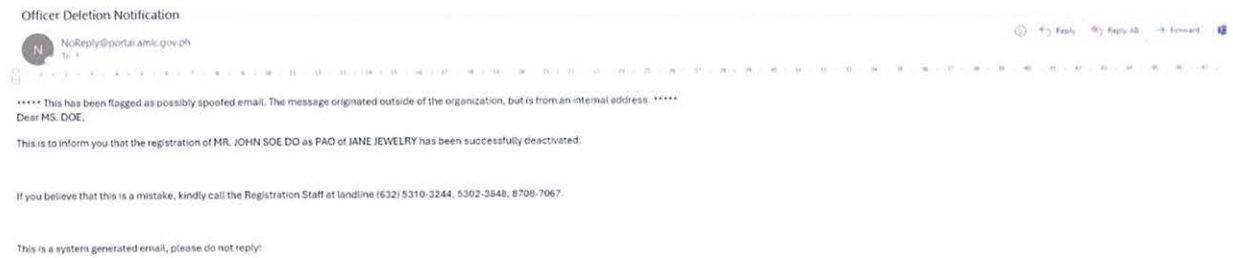 Officer Deletion Notification
N
NoReply@portal.amlc.gov.ph
To
Reply Reply All Forward
***** This has been flagged as possibly spoofed email. The message originated outside of the organization, but is from an internal address. *****
Dear MS. DOE,
This is to inform you that the registration of MR. JOHN SOE DO as PAO of JANE JEWELRY has been successfully deactivated.
If you believe that this is a mistake, kindly call the Registration Staff at landline (632) 5310-3244, 5302-3848, 8708-7067.
This is a system generated email, please do not reply!